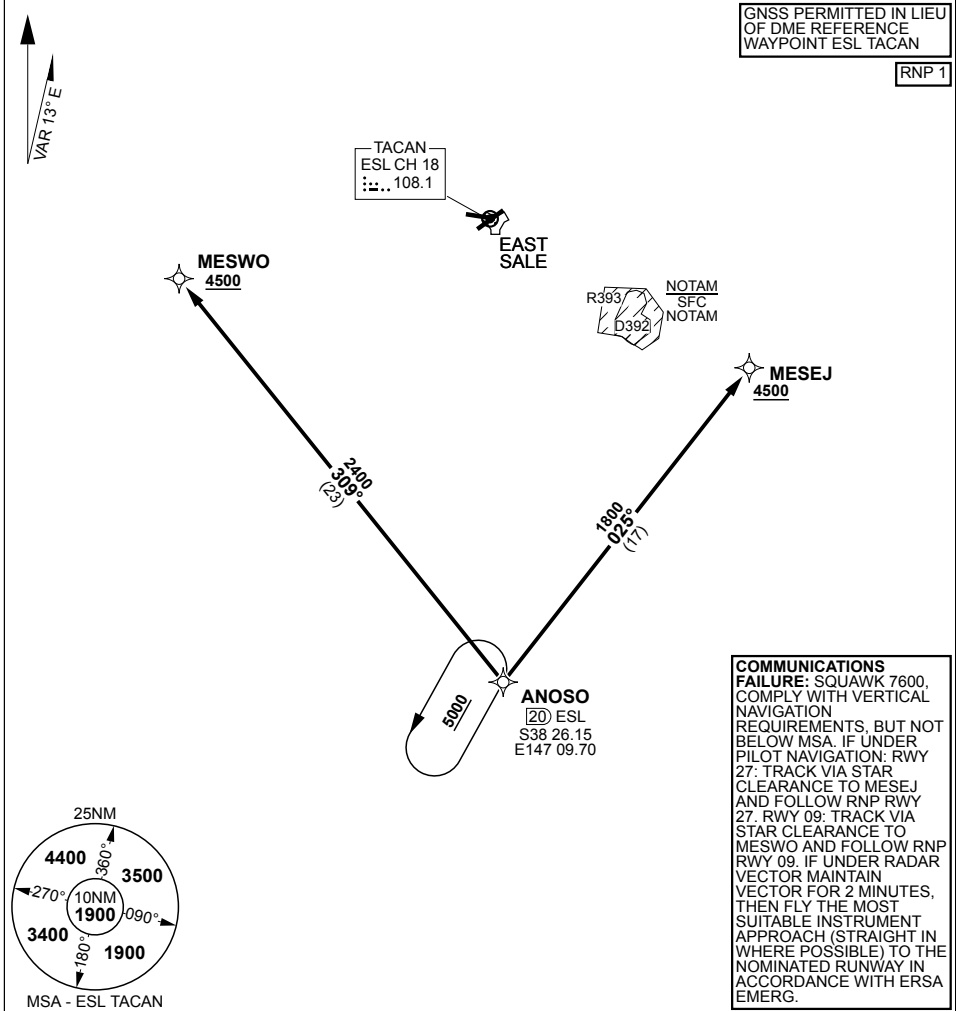 GNSS PERMITTED IN LIEU
OF DME REFERENCE
WAYPOINT ESL TACAN
RNP 1
VAR 13° E
TACAN
ESL CH 18
108.1
EAST
SALE
MESWO
4500
R393
D392
NOTAM
SFC
NOTAM
MESEJ
4500
2400
309°
(23)
1800
025°
(17)
5000
ANOSO
20 ESL
S38 26.15
E147 09.70
COMMUNICATIONS
FAILURE: SQUAWK 7600,
COMPLY WITH VERTICAL
NAVIGATION
REQUIREMENTS, BUT NOT
BELOW MSA. IF UNDER
PILOT NAVIGATION: RWY
27: TRACK VIA STAR
CLEARANCE TO MESEJ
AND FOLLOW RNP RWY
27. RWY 09: TRACK VIA
STAR CLEARANCE TO
MESWO AND FOLLOW RNP
RWY 09. IF UNDER RADAR
VECTOR MAINTAIN
VECTOR FOR 2 MINUTES,
THEN FLY THE MOST
SUITABLE INSTRUMENT
APPROACH (STRAIGHT IN
WHERE POSSIBLE) TO THE
NOMINATED RUNWAY IN
ACCORDANCE WITH ERSA
EMERG.
25NM
4400
360°
3500
270°
10NM
1900
090°
3400
180°
1900
MSA - ESL TACAN